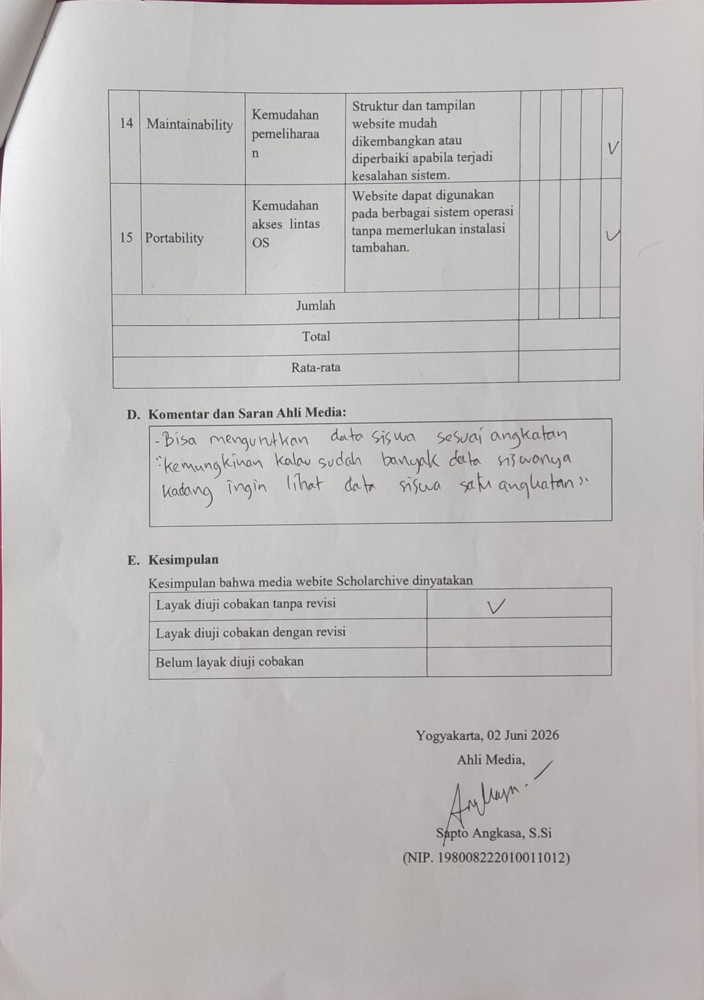 14 Maintainability Kemudahan pemeliharaa n Struktur dan tampilan
website mudah
dikembangkan atau
diperbaiki apabila terjadi
kesalahan sistem.
V
15 Portability Kemudahan akses lintas OS Website dapat digunakan
pada berbagai sistem operasi
tanpa memerlukan instalasi
tambahan.
V
Jumlah
Total
Rata-rata
D. Komentar dan Saran Ahli Media:
- Bisa mengurutkan data siswa sesuai angkatan
"kemungkinan kalau sudah banyak data siswanya
kadang ingin lihat data siswa satu angkatan"
E. Kesimpulan
Kesimpulan bahwa media webite Scholarchive dinyatakan
Layak diuji cobakan tanpa revisi V
Layak diuji cobakan dengan revisi
Belum layak diuji cobakan
Yogyakarta, 02 Juni 2026
Ahli Media,
Sapto Angkasa, S.Si
(NIP. 198008222010011012)